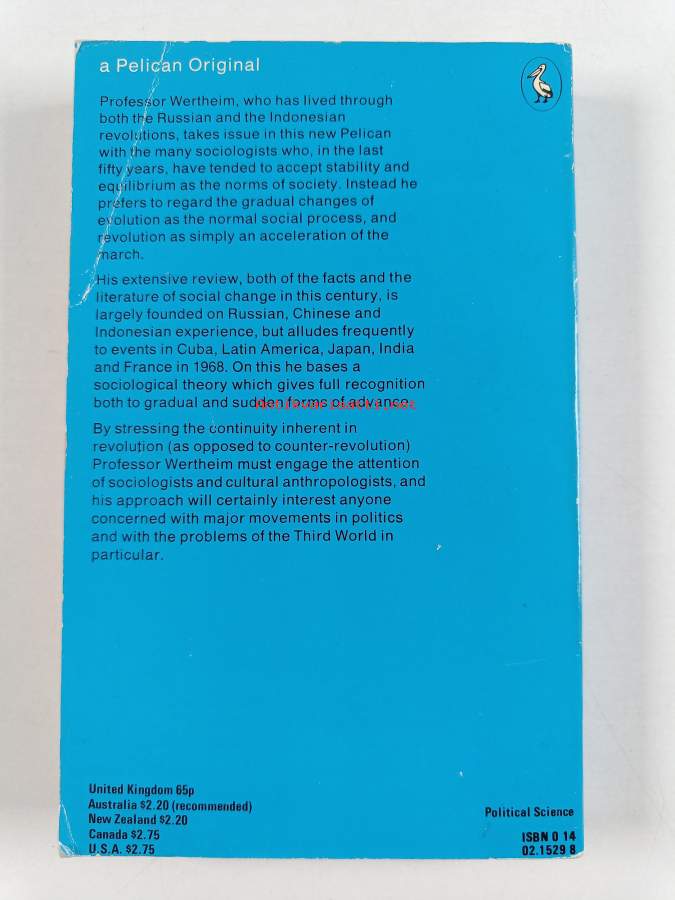 a Pelican Original
Professor Wertheim, who has lived through
both the Russian and the Indonesian
revolutions, takes issue in this new Pelican
with the many sociologists who, in the last
fifty years, have tended to accept stability and
equilibrium as the norms of society. Instead he
prefers to regard the gradual changes of
evolution as the normal social process, and
revolution as simply an acceleration of the
march.
His extensive review, both of the facts and the
literature of social change in this century, is
largely founded on Russian, Chinese and
Indonesian experience, but alludes frequently
to events in Cuba, Latin America, Japan, India
and France in 1968. On this he bases a
sociological theory which gives full recognition
both to gradual and sudden forms of advance.
By stressing the continuity inherent in
revolution (as opposed to counter-revolution)
Professor Wertheim must engage the attention
of sociologists and cultural anthropologists, and
his approach will certainly interest anyone
concerned with major movements in politics
and with the problems of the Third World in
particular.
United Kingdom 65p
Australia $2.20 (recommended)
New Zealand $2.20
Canada $2.75
U.S.A. $2.75
Political Science
ISBN 0 14
02.1529 8